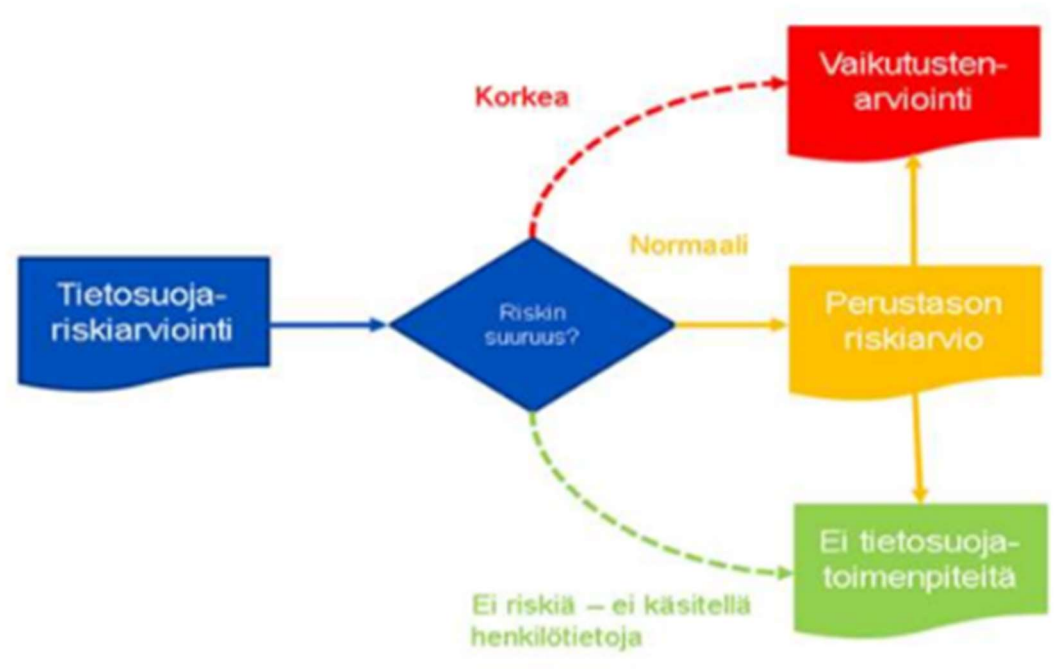 Tietosuoja-
riskiarviointi
Riskin
suuruus?
Korkea
Vaikutusten-
arviointi
Normaali
Perustason
riskiarvio
Ei riskiä – ei käsitellä
henkilötietoja
Ei tietosuoja-
toimenpiteitä